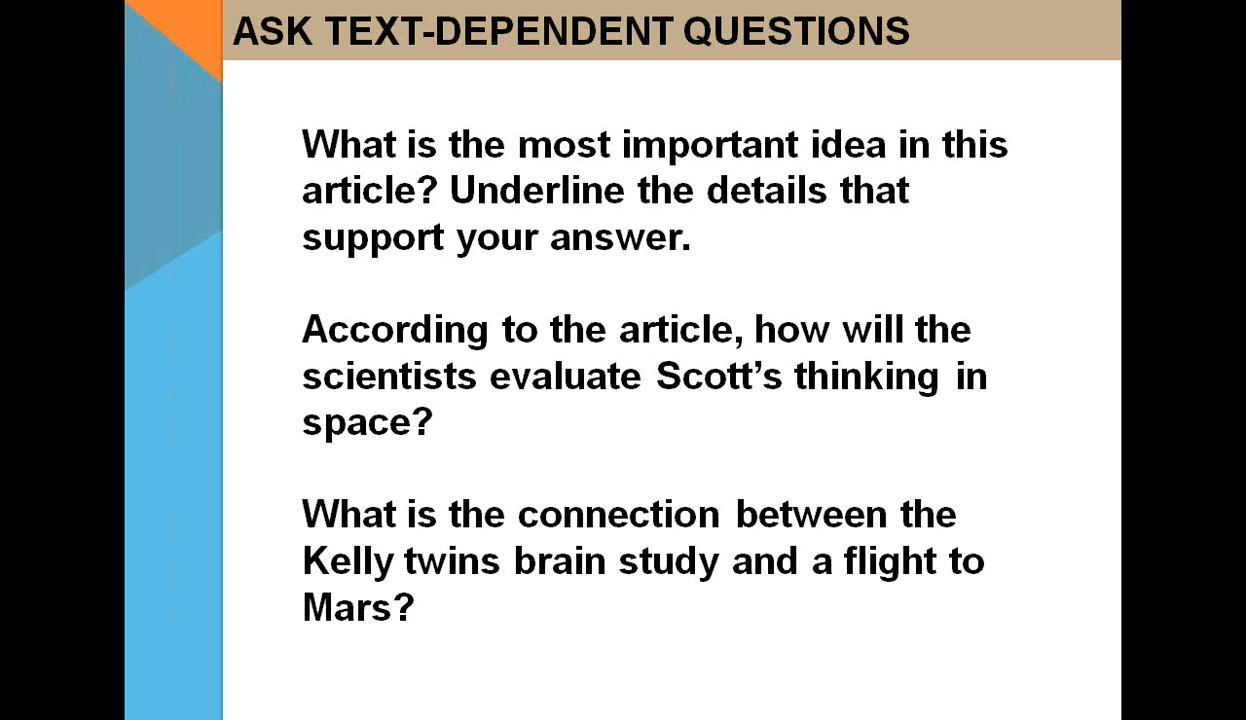 ASK TEXT-DEPENDENT QUESTIONS
What is the most important idea in this
article? Underline the details that
support your answer.
According to the article, how will the
scientists evaluate Scott’s thinking in
space?
What is the connection between the
Kelly twins brain study and a flight to
Mars?